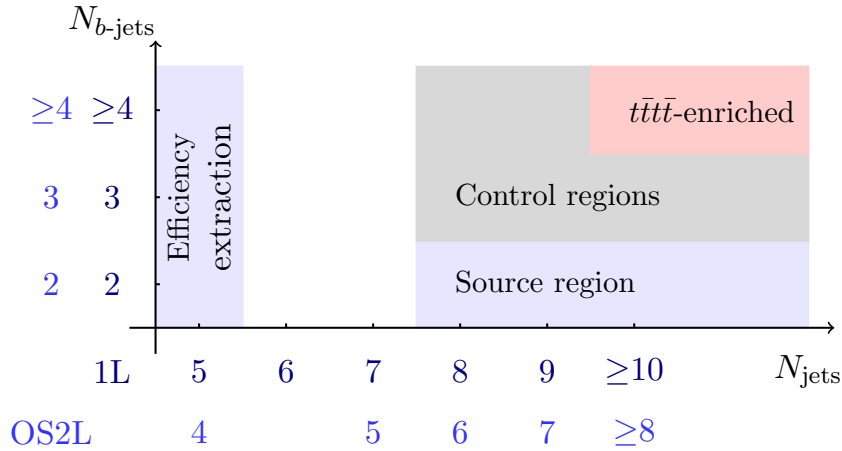 N_{b-jets}
≥4 ≥4 tt̄tt̄-enriched
3 3 Control regions
2 2 Source region
Efficiency
extraction
1L 5 6 7 8 9 ≥10 N_{jets}
OS2L 4 5 6 7 ≥8